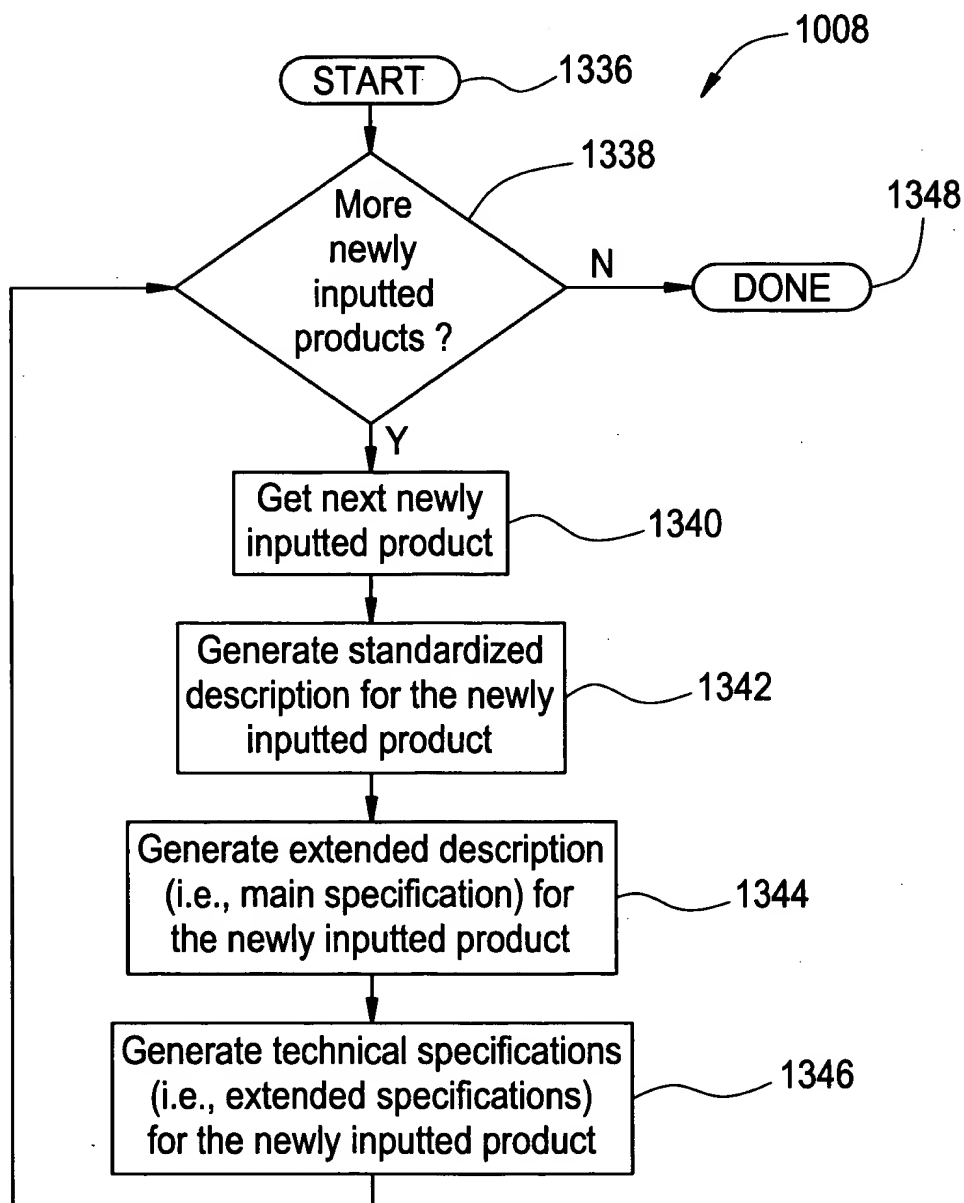 1008
START
1336
1338
More
newly
inputted
products ?
N
DONE
1348
Y
Get next newly
inputted product
1340
Generate standardized
description for the newly
inputted product
1342
Generate extended description
(i.e., main specification) for
the newly inputted product
1344
Generate technical specifications
(i.e., extended specifications)
for the newly inputted product
1346